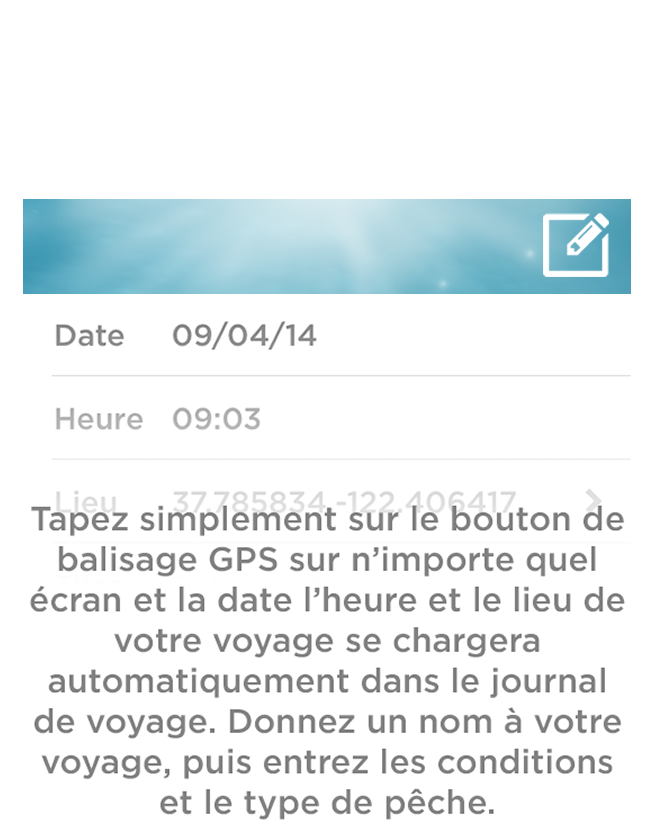 Date 09/04/14
Heure 09:03
Lieu 37.785834,-122.406417
Tapez simplement sur le bouton de
balisage GPS sur n’importe quel
écran et la date l’heure et le lieu de
votre voyage se chargera
automatiquement dans le journal
de voyage. Donnez un nom à votre
voyage, puis entrez les conditions
et le type de pêche.